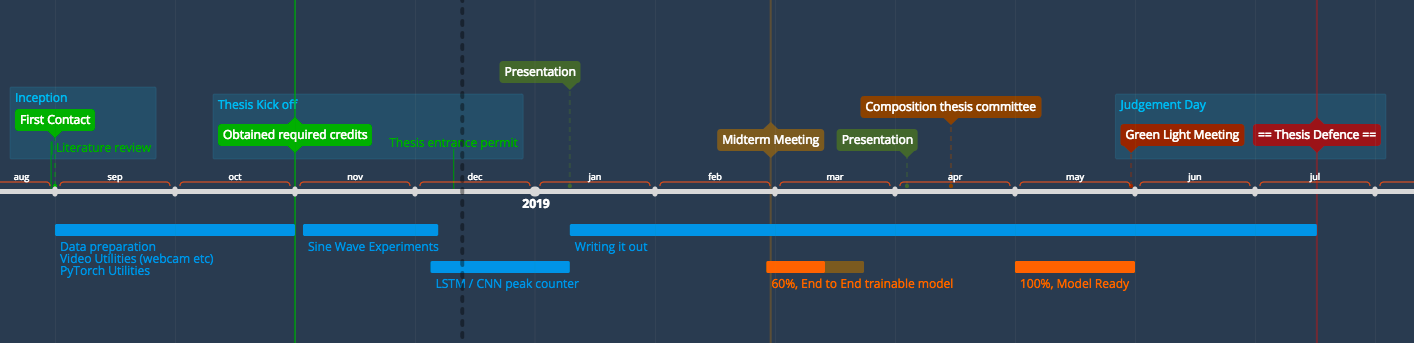 Presentation
Inception
First Contact
Literature review
Thesis Kick off
Obtained required credits
Thesis entrance permit
Composition thesis committee
Midterm Meeting
Presentation
Judgement Day
Green Light Meeting
== Thesis Defence ==
aug sep oct nov dec jan feb mar apr may jun jul
2019
Data preparation
Video Utilities (webcam etc)
PyTorch Utilities
Sine Wave Experiments
Writing it out
LSTM / CNN peak counter
60%, End to End trainable model
100%, Model Ready